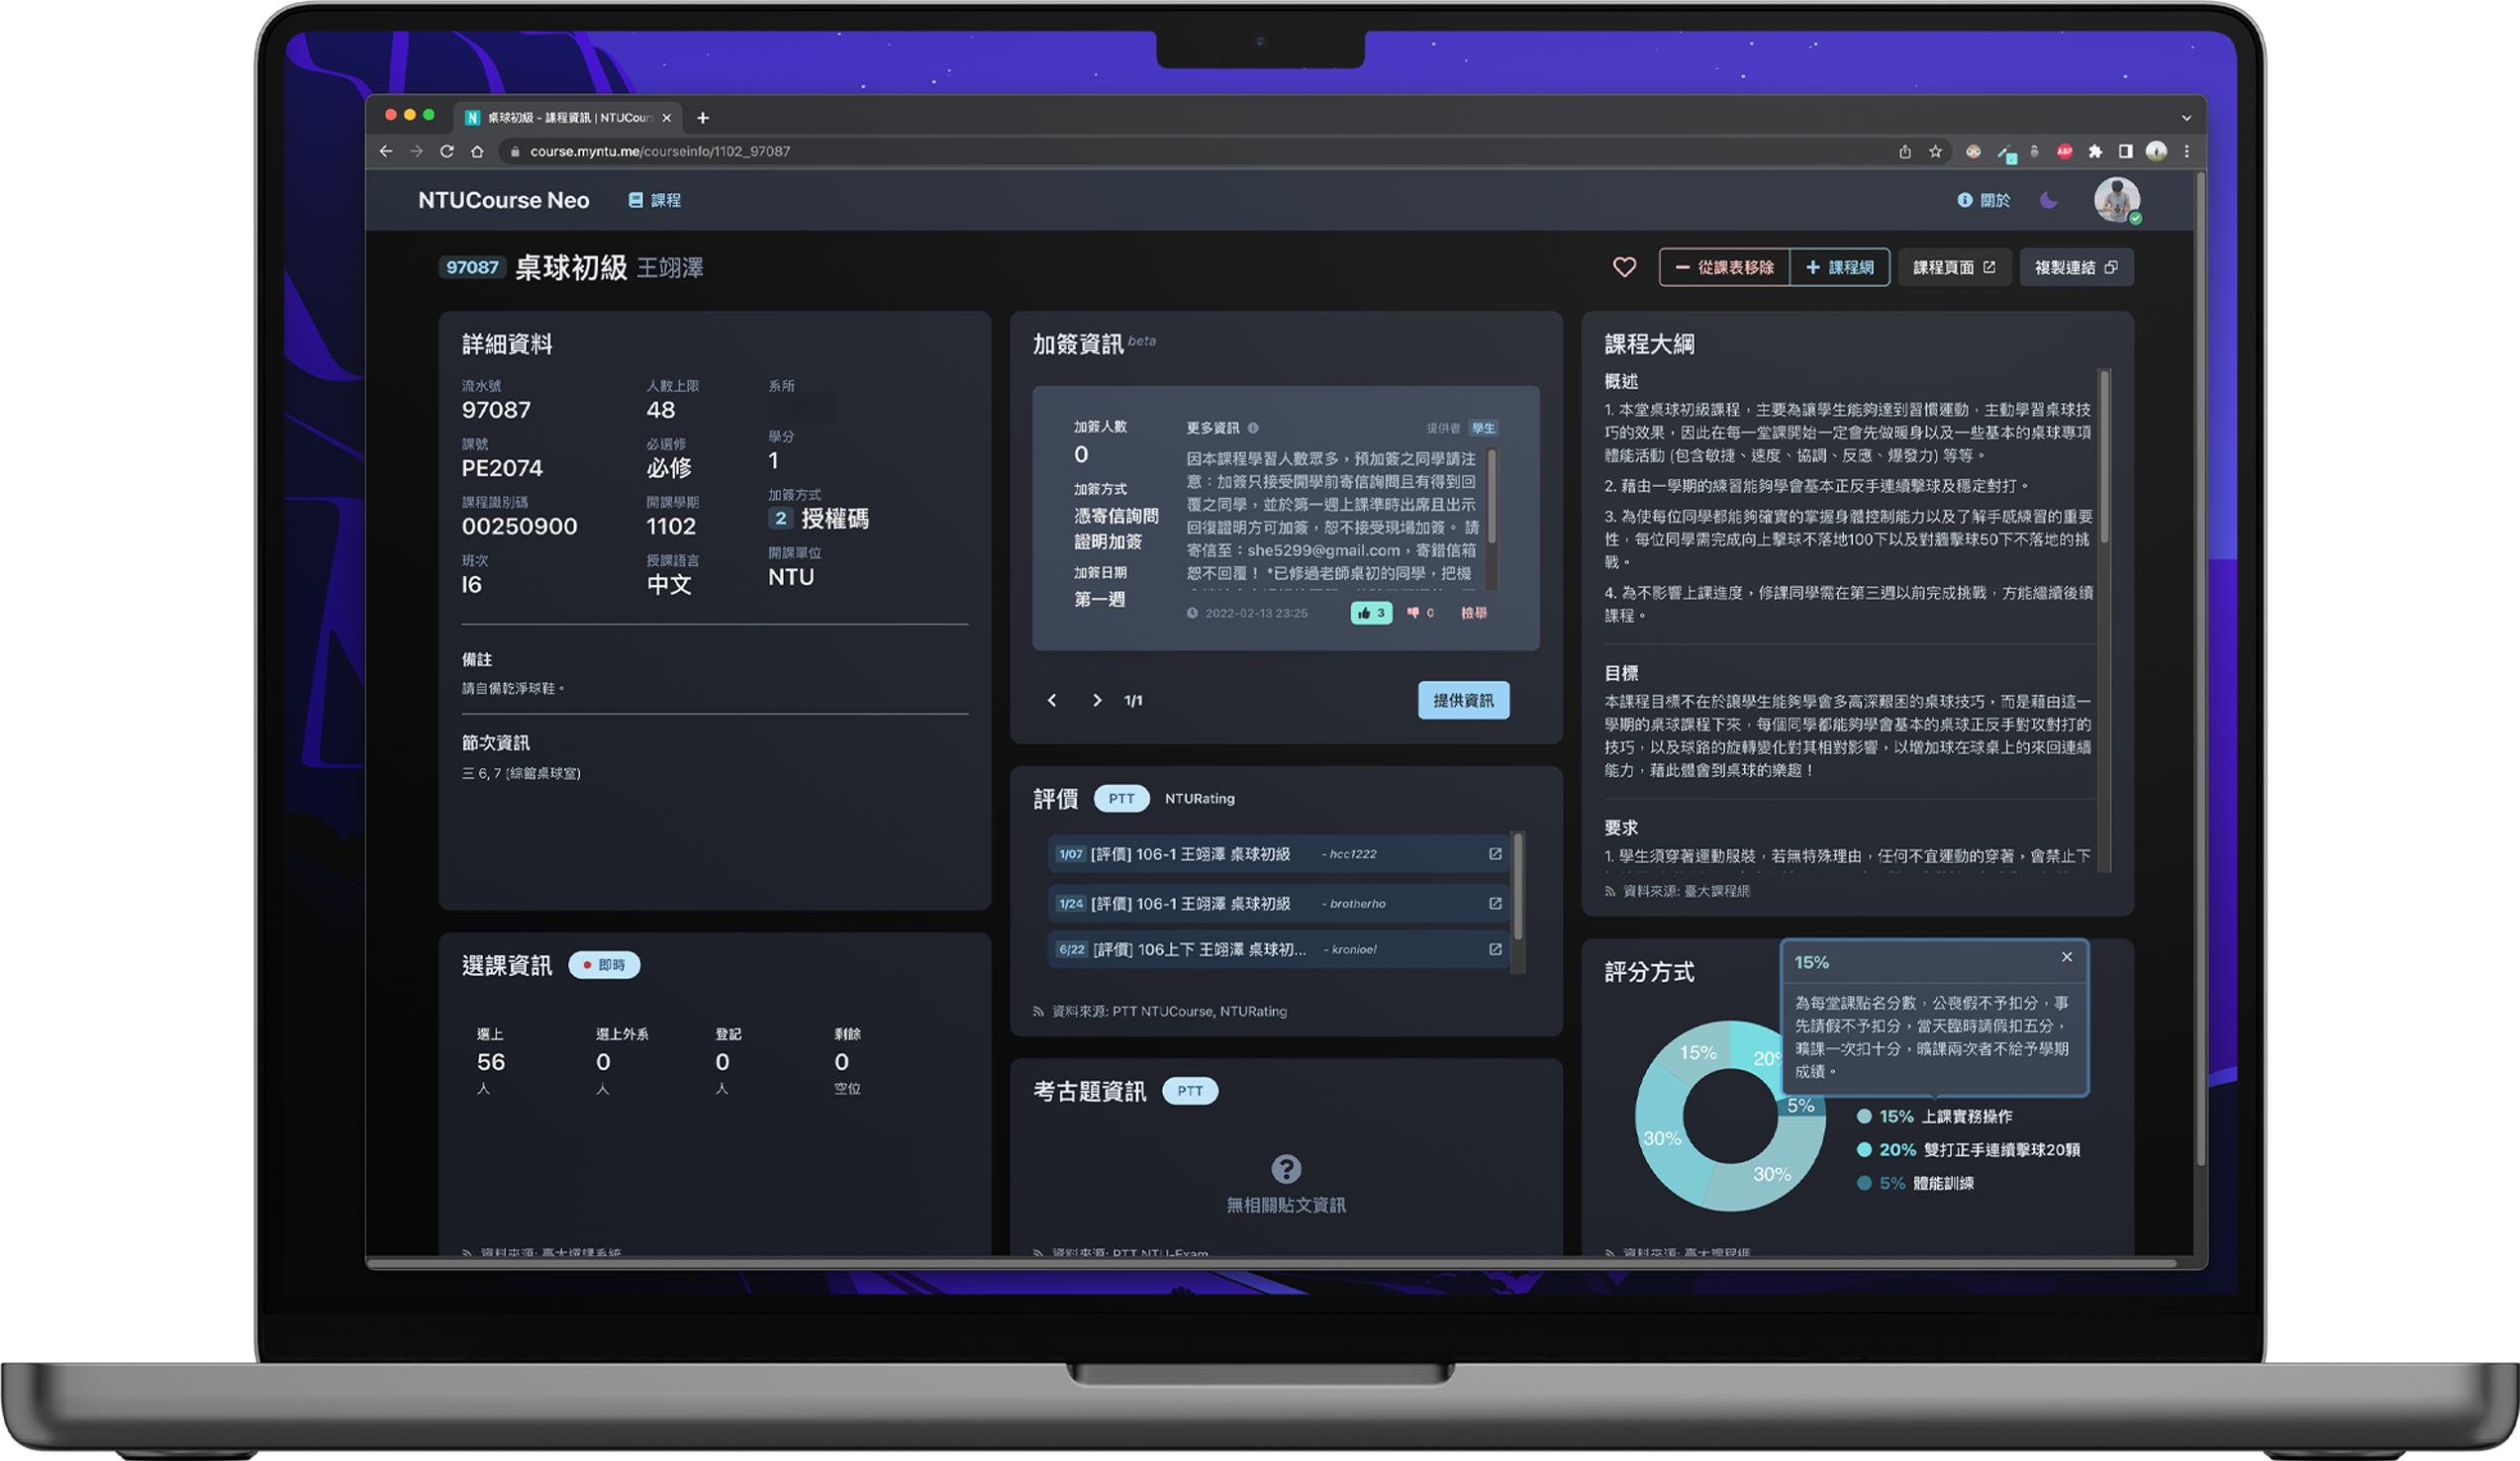 桌球初級 - 課程資訊 | NTUCour
course.myntu.me/courseinfo/1102_97087
NTUCourse Neo
課程
關於
97087 桌球初級 王翊澤
從課表移除
課程網
課程頁面
複製連結
詳細資料
流水號
97087
人數上限
48
系所
課號
PE2074
必選修
必修
學分
1
課程識別碼
00250900
開課學期
1102
加簽方式
2 授權碼
班次
I6
授課語言
中文
開課單位
NTU
備註
請自備乾淨球鞋。
節次資訊
三 6, 7 (綜館桌球室)
選課資訊
即時
選上
56
人
選上外系
0
人
登記
0
人
剩餘
0
空位
資料來源: 臺大選課系統
加簽資訊 beta
加簽人數
0
加簽方式
憑寄信詢問
證明加簽
加簽日期
第一週
更多資訊
提供者 學生
因本課程學習人數眾多，預加簽之同學請注
意：加簽只接受開學前寄信詢問且有得到回
覆之同學，並於第一週上課準時出席且出示
回復證明方可加簽，恕不接受現場加簽。 請
寄信至：she5299@gmail.com，寄錯信箱
恕不回覆！ *已修過老師桌初的同學，把機
2022-02-13 23:25
3
0
檢舉
1/1
提供資訊
評價
PTT
NTURating
1/07 [評價] 106-1 王翊澤 桌球初級 - hcc1222
1/24 [評價] 106-1 王翊澤 桌球初級 - brotherho
6/22 [評價] 106上下 王翊澤 桌球初... - kronioel
資料來源: PTT NTUCourse, NTURating
考古題資訊
PTT
?
無相關貼文資訊
資料來源: PTT NTU-Exam
課程大綱
概述
1. 本堂桌球初級課程，主要為讓學生能夠達到習慣運動，主動學習桌球技
巧的效果，因此在每一堂課開始一定會先做暖身以及一些基本的桌球專項
體能活動 (包含敏捷、速度、協調、反應、爆發力) 等等。
2. 藉由一學期的練習能夠學會基本正反手連續擊球及穩定對打。
3. 為使每位同學都能夠確實的掌握身體控制能力以及了解手感練習的重要
性，每位同學需完成向上擊球不落地100下以及對牆擊球50下不落地的挑
戰。
4. 為不影響上課進度，修課同學需在第三週以前完成挑戰，方能繼續後續
課程。
目標
本課程目標不在於讓學生能夠學會多高深艱困的桌球技巧，而是藉由這一
學期的桌球課程下來，每個同學都能夠學會基本的桌球正反手對攻對打的
技巧，以及球路的旋轉變化對其相對影響，以增加球在球桌上的來回連續
能力，藉此體會到桌球的樂趣！
要求
1. 學生須穿著運動服裝，若無特殊理由，任何不宜運動的穿著，會禁止下
資料來源: 臺大課程網
評分方式
15%
為每堂課點名分數，公喪假不予扣分，事
先請假不予扣分，當天臨時請假扣五分，
曠課一次扣十分，曠課兩次者不給予學期
成績。
15%
20%
5%
30%
30%
15% 上課實務操作
20% 雙打正手連續擊球20顆
5% 體能訓練
資料來源: 臺大課程網